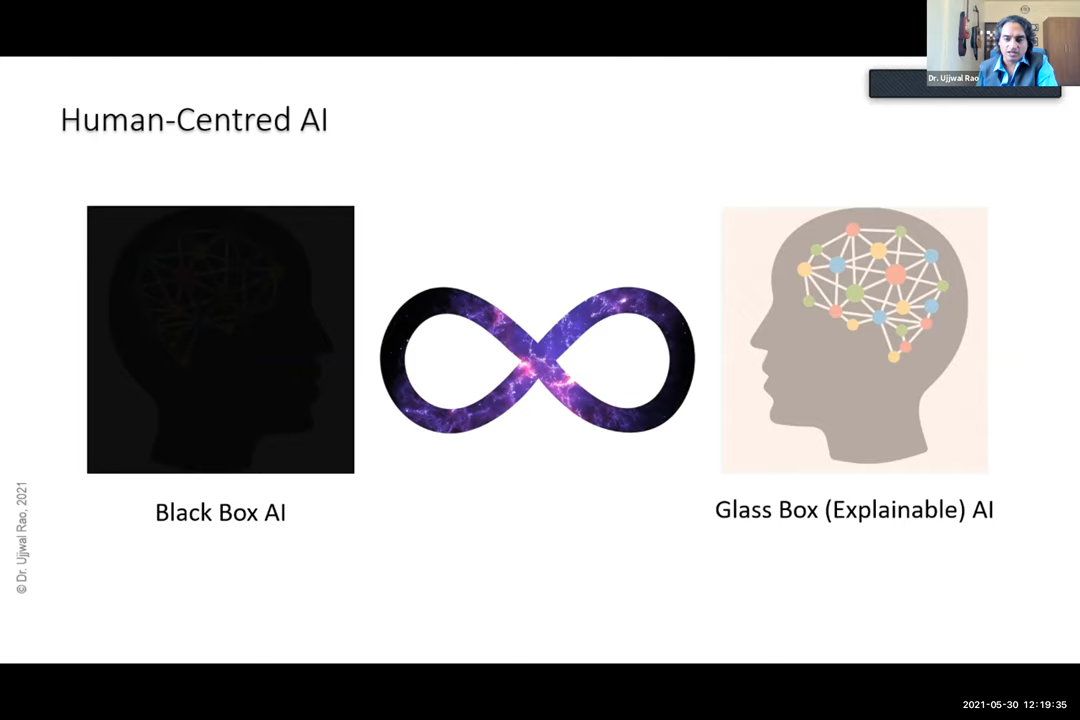 Dr. Ujjwal Rao
Human-Centred AI
Black Box AI
Glass Box (Explainable) AI
© Dr. Ujjwal Rao, 2021
2021-05-30 12:19:35